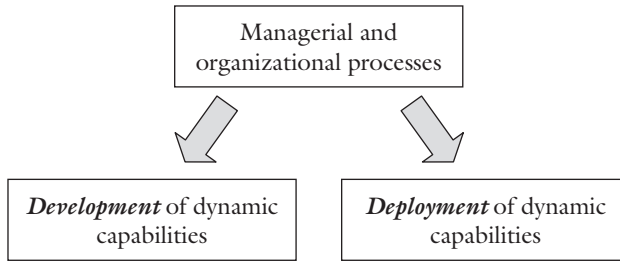 Managerial and
organizational processes
Development of dynamic
capabilities
Deployment of dynamic
capabilities